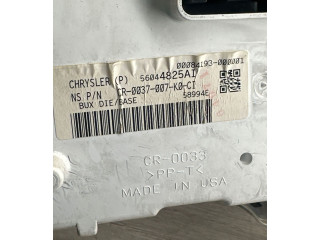 00084193-000001
CHRYSLER (P) 56044825AI
NS P/N CR-0037-007-K0-CI
BUX DIE/BASE 58994E
CR-0033
>PP-T<
MADE IN USA